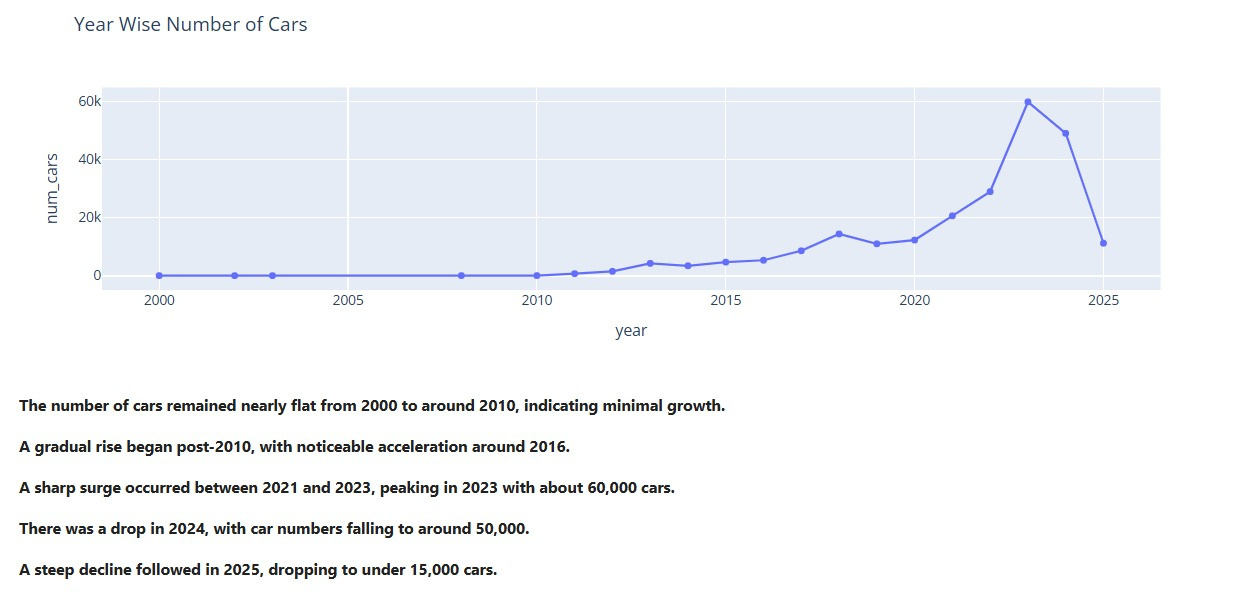 Year Wise Number of Cars
60k
40k
20k
0
num_cars
2000 2005 2010 2015 2020 2025
year
The number of cars remained nearly flat from 2000 to around 2010, indicating minimal growth.
A gradual rise began post-2010, with noticeable acceleration around 2016.
A sharp surge occurred between 2021 and 2023, peaking in 2023 with about 60,000 cars.
There was a drop in 2024, with car numbers falling to around 50,000.
A steep decline followed in 2025, dropping to under 15,000 cars.